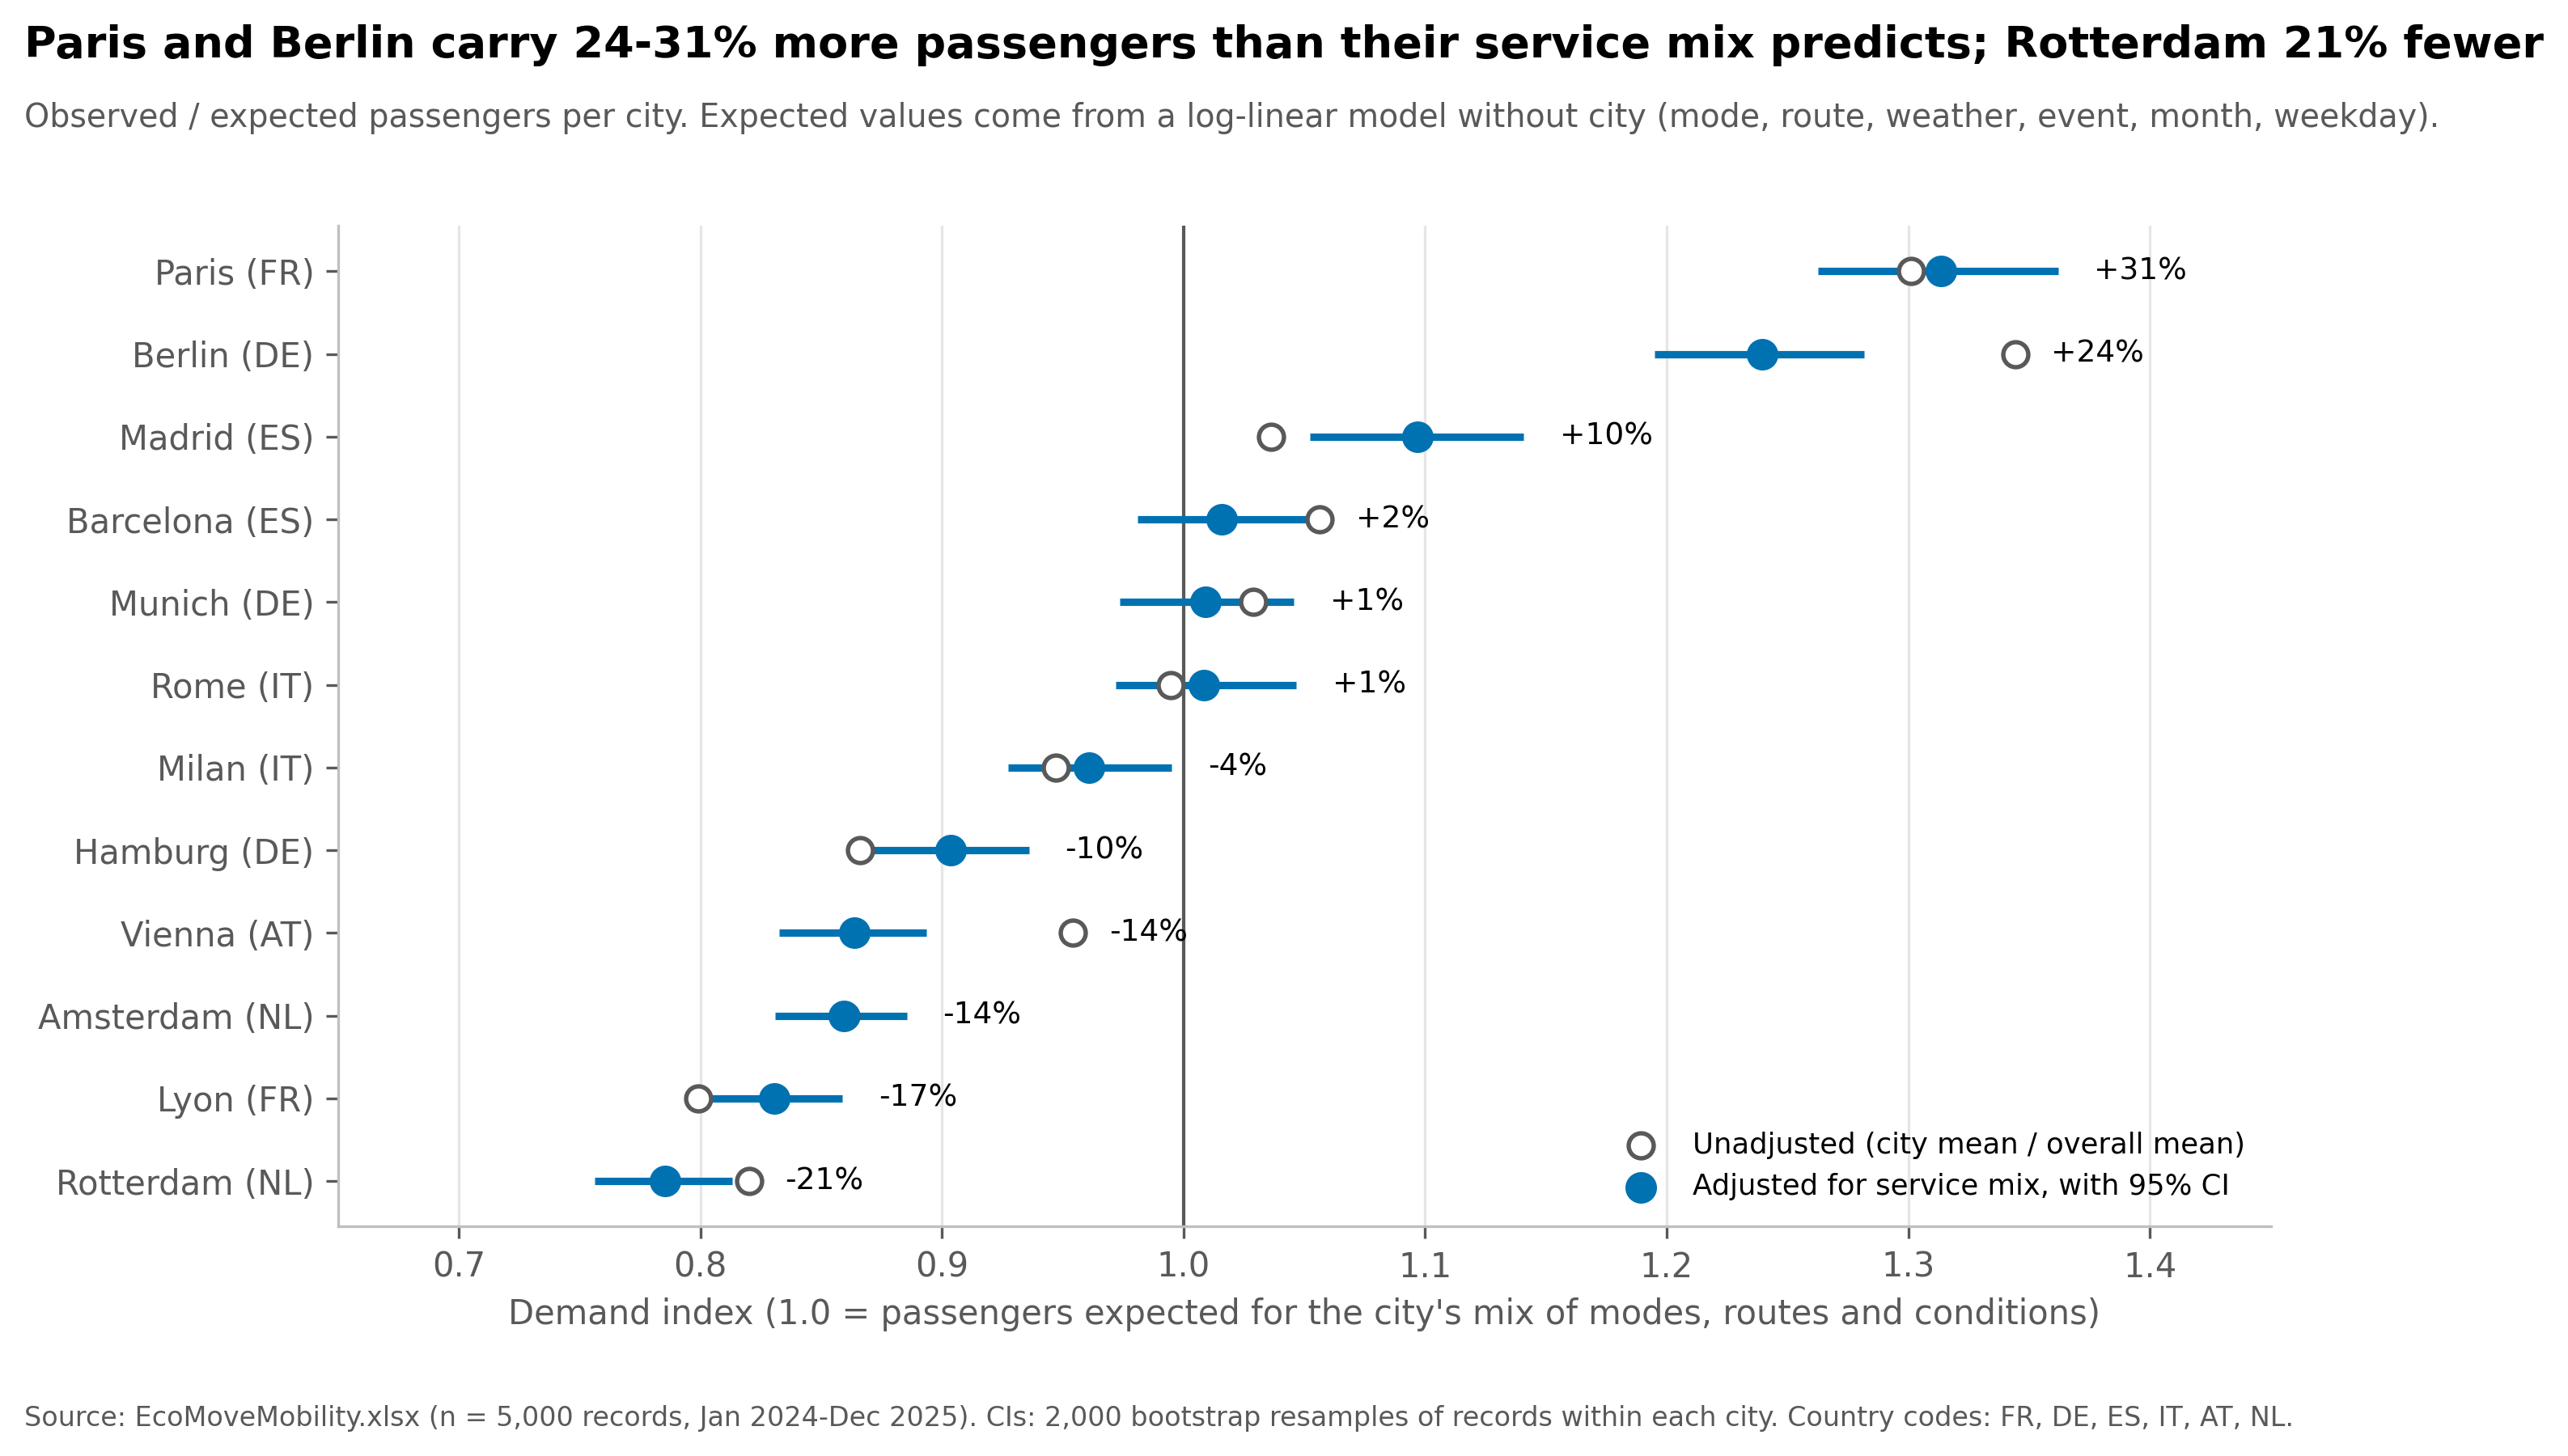 Paris and Berlin carry 24-31% more passengers than their service mix predicts; Rotterdam 21% fewer
Observed / expected passengers per city. Expected values come from a log-linear model without city (mode, route, weather, event, month, weekday).
Paris (FR)
+31%
Berlin (DE)
+24%
Madrid (ES)
+10%
Barcelona (ES)
+2%
Munich (DE)
+1%
Rome (IT)
+1%
Milan (IT)
-4%
Hamburg (DE)
-10%
Vienna (AT)
-14%
Amsterdam (NL)
-14%
Lyon (FR)
-17%
Rotterdam (NL)
-21%
Unadjusted (city mean / overall mean)
Adjusted for service mix, with 95% CI
0.7 0.8 0.9 1.0 1.1 1.2 1.3 1.4
Demand index (1.0 = passengers expected for the city's mix of modes, routes and conditions)
Source: EcoMoveMobility.xlsx (n = 5,000 records, Jan 2024-Dec 2025). CIs: 2,000 bootstrap resamples of records within each city. Country codes: FR, DE, ES, IT, AT, NL.